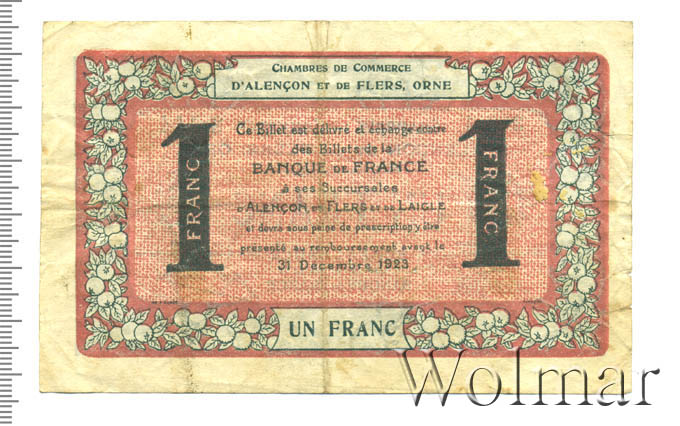 CHAMBRES DE COMMERCE
D'ALENÇON ET DE FLERS, ORNE
1 FRANC
Ce Billet est délivré et échangé contre
des Billets de la
BANQUE DE FRANCE
à ses Succursales
D'ALENÇON, DE FLERS ET DE LAIGLE
et devra sous peine de prescription y être
présenté au remboursement avant le
31 Décembre 1923
1 FRANC
UN FRANC
Wolmar